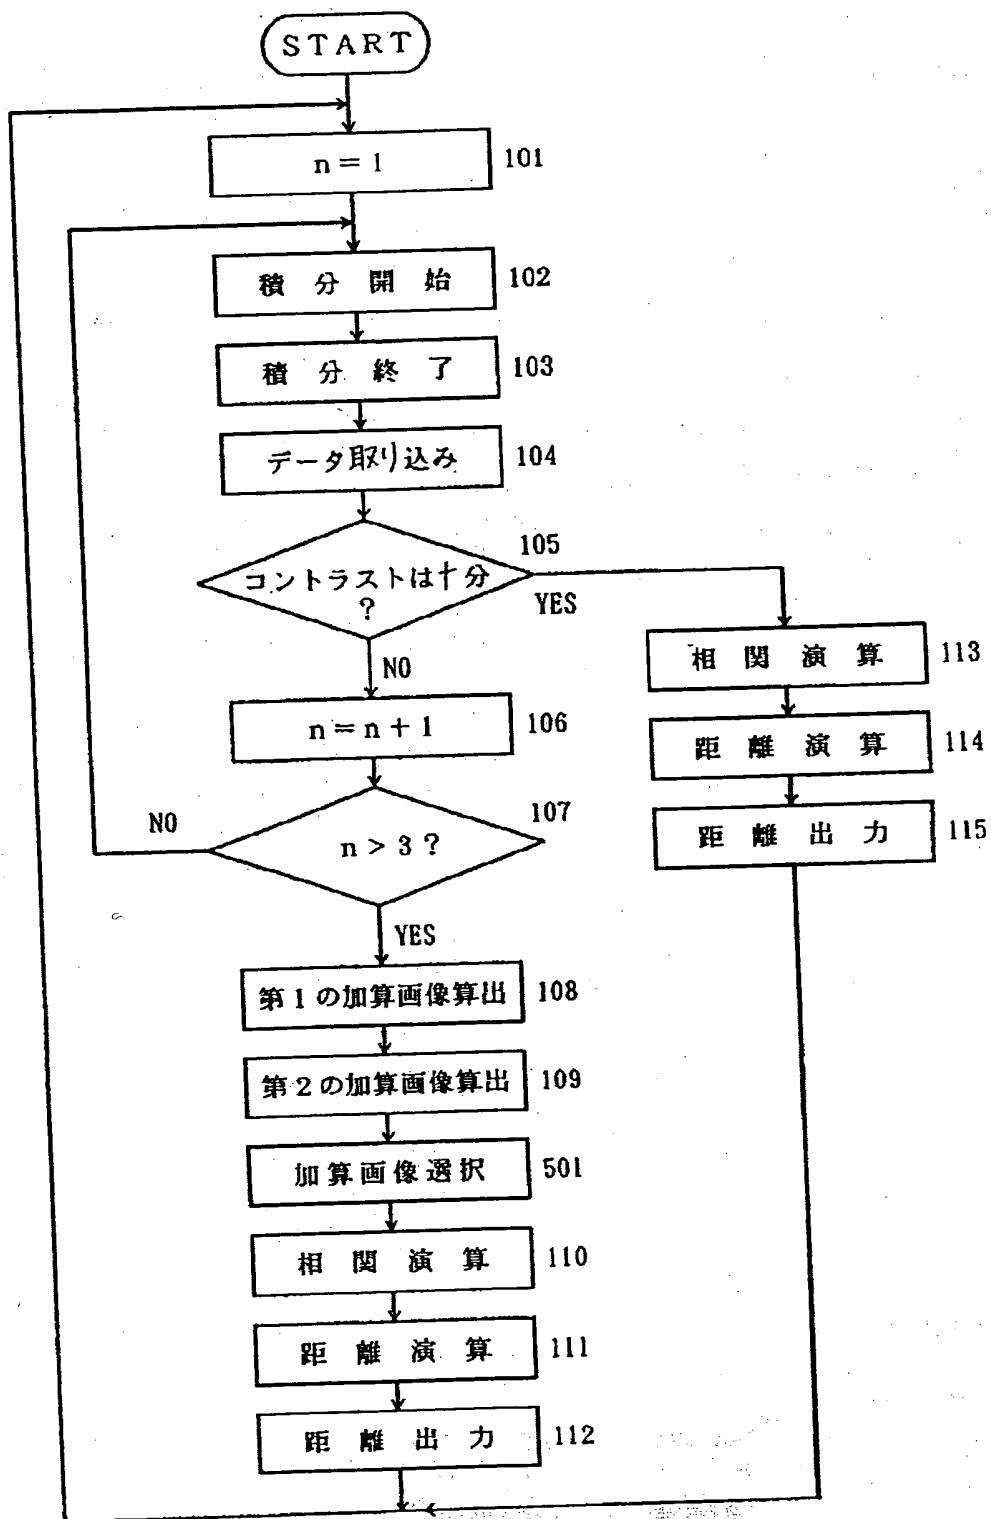 START
n=1
101
積分開始
102
積分終了
103
データ取り込み
104
105
コントラストは十分
?
YES
NO
相関演算
113
n=n+1
106
距離演算
114
107
NO
n>3?
距離出力
115
YES
第1の加算画像算出
108
第2の加算画像算出
109
加算画像選択
501
相関演算
110
距離演算
111
距離出力
112